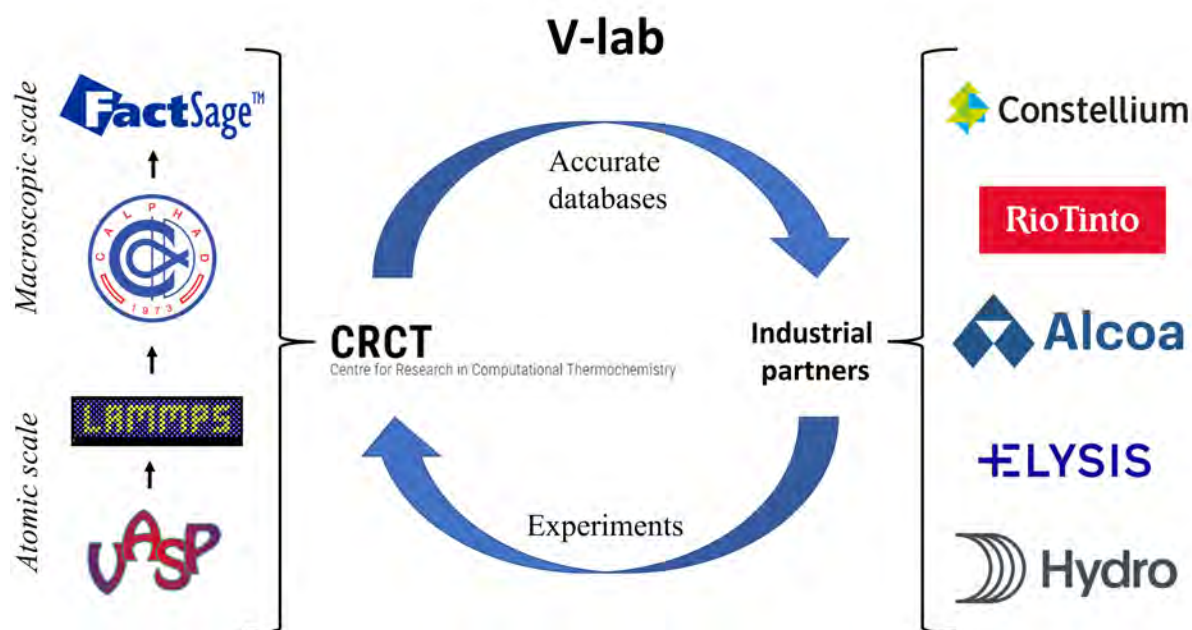 V-lab
Macroscopic scale
Atomic scale
FactSage™
CALPHAD
1973
LAMMPS
VASP
Accurate
databases
CRCT
Centre for Research in Computational Thermochemistry
Industrial
partners
Experiments
Constellium
RioTinto
Alcoa
ELYSIS
Hydro